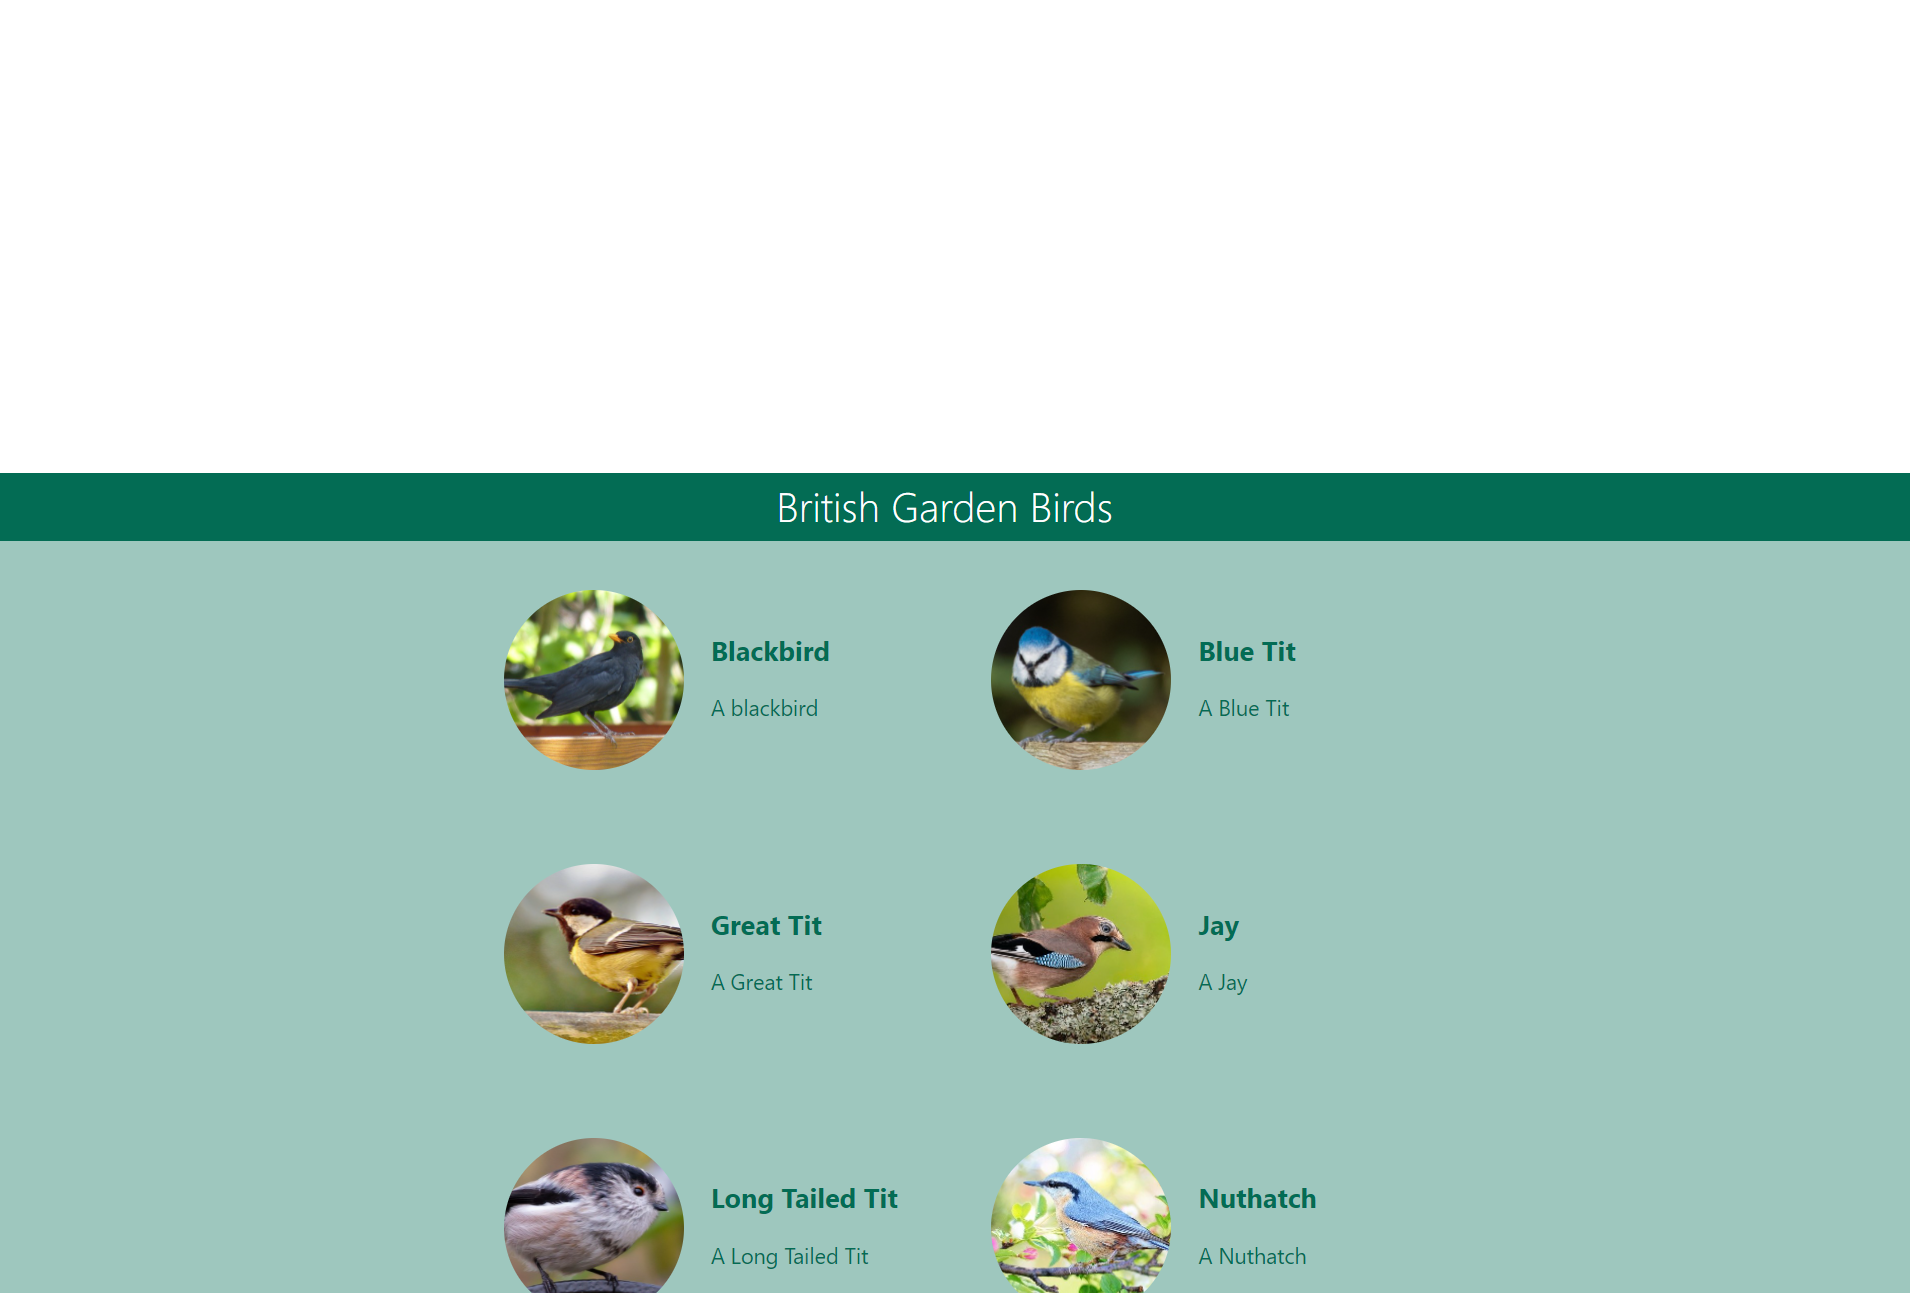 British Garden Birds
Blackbird
A blackbird
Blue Tit
A Blue Tit
Great Tit
A Great Tit
Jay
A Jay
Long Tailed Tit
A Long Tailed Tit
Nuthatch
A Nuthatch